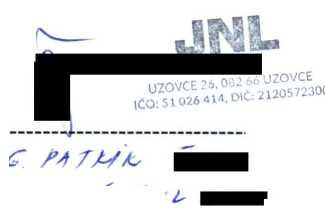 JNL
UZOVCE 26, 082 66 UZOVCE
IČO: 51 026 414, DIČ: 2120572300
G. PATRIK